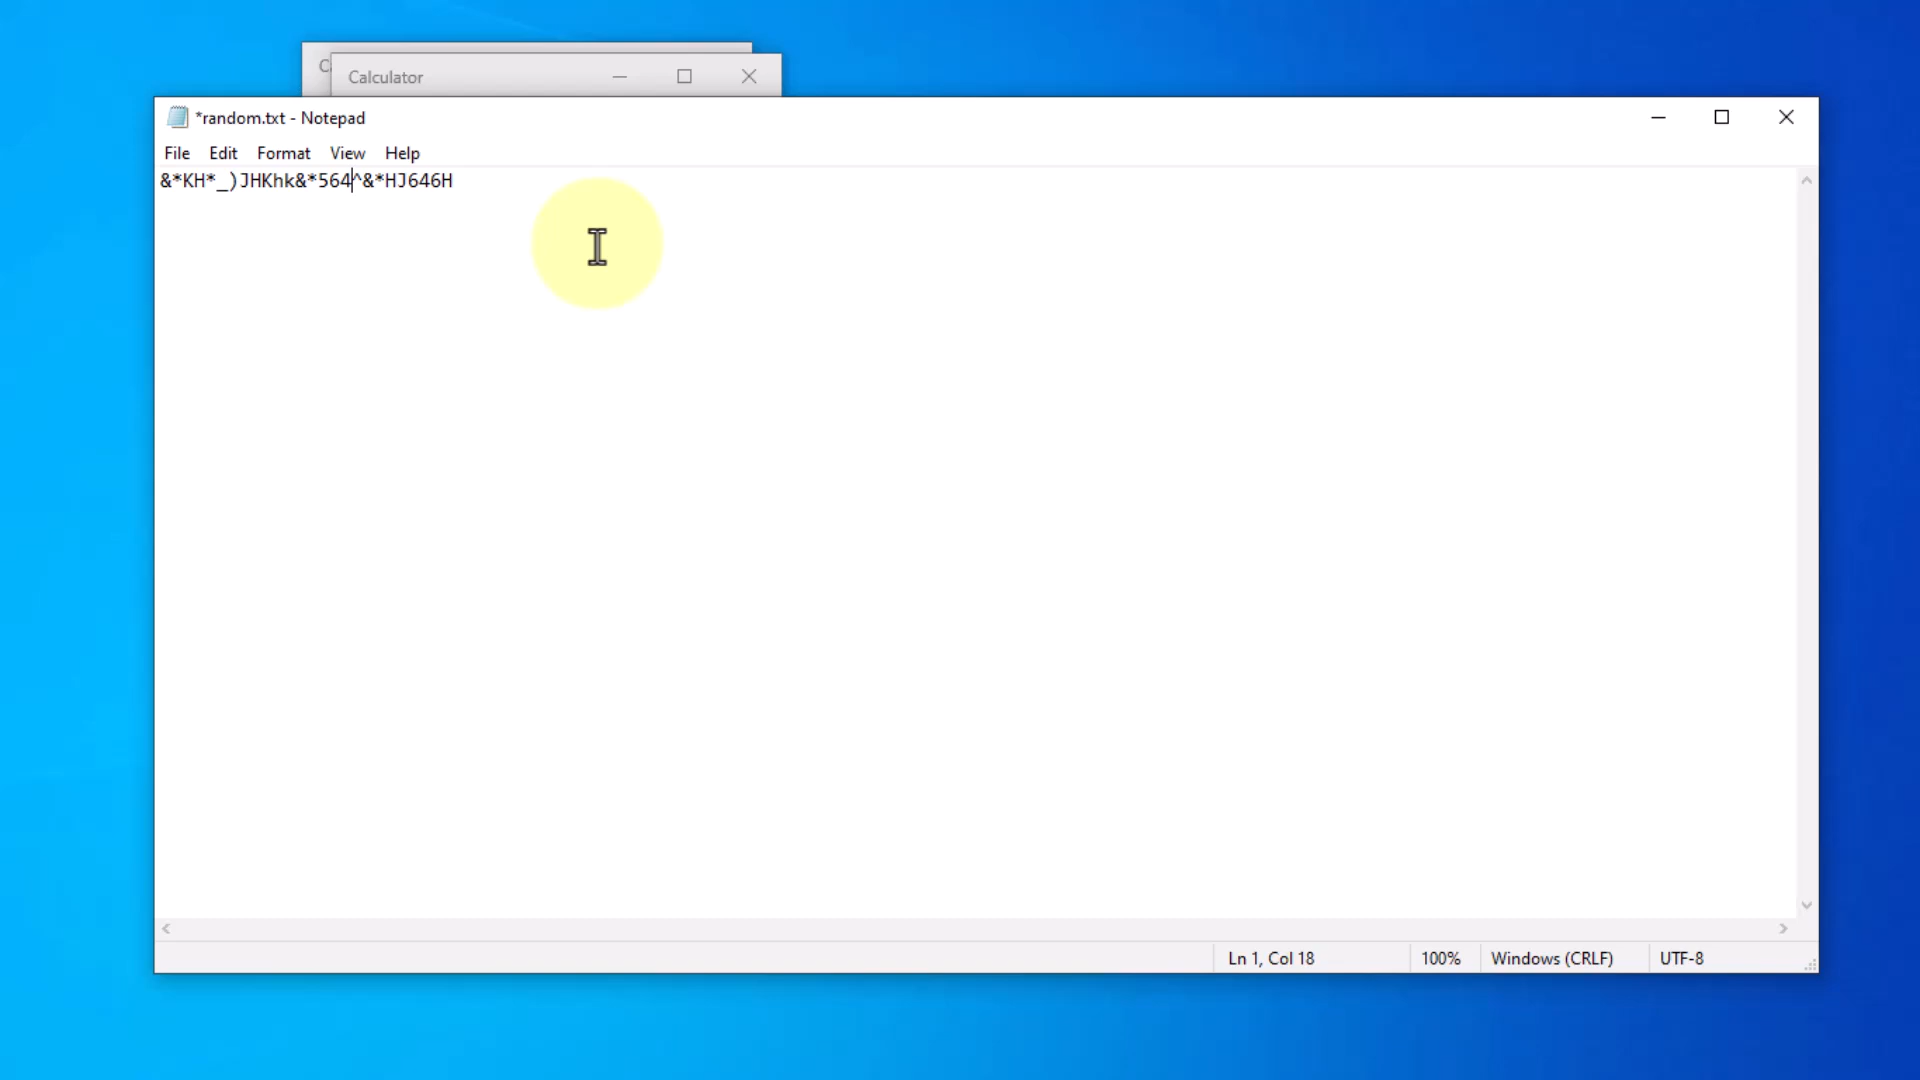 C
Calculator
*random.txt - Notepad
File Edit Format View Help
&*KH*_)JHKhk&*564^&*HJ646H
Ln 1, Col 18 100% Windows (CRLF) UTF-8